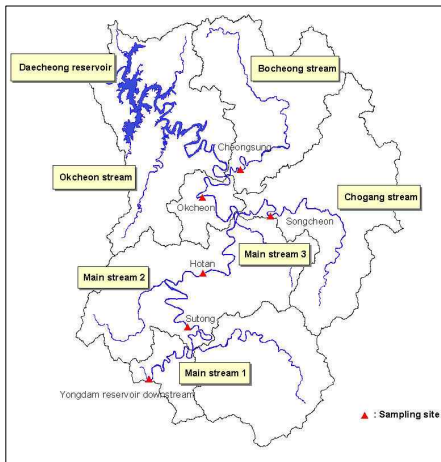 Daecheong reservoir
Bocheong stream
Cheongsung
Okcheon stream
Chogang stream
Okcheon
Songcheon
Main stream 3
Hotan
Main stream 2
Sutong
Main stream 1
Yongdam reservoir downstream
: Sampling site